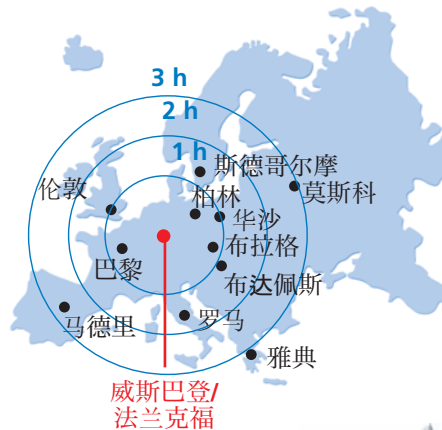 3 h
2 h
1 h
斯德哥尔摩
伦敦
柏林
莫斯科
华沙
布拉格
巴黎
布达佩斯
马德里
罗马
雅典
威斯巴登/
法兰克福